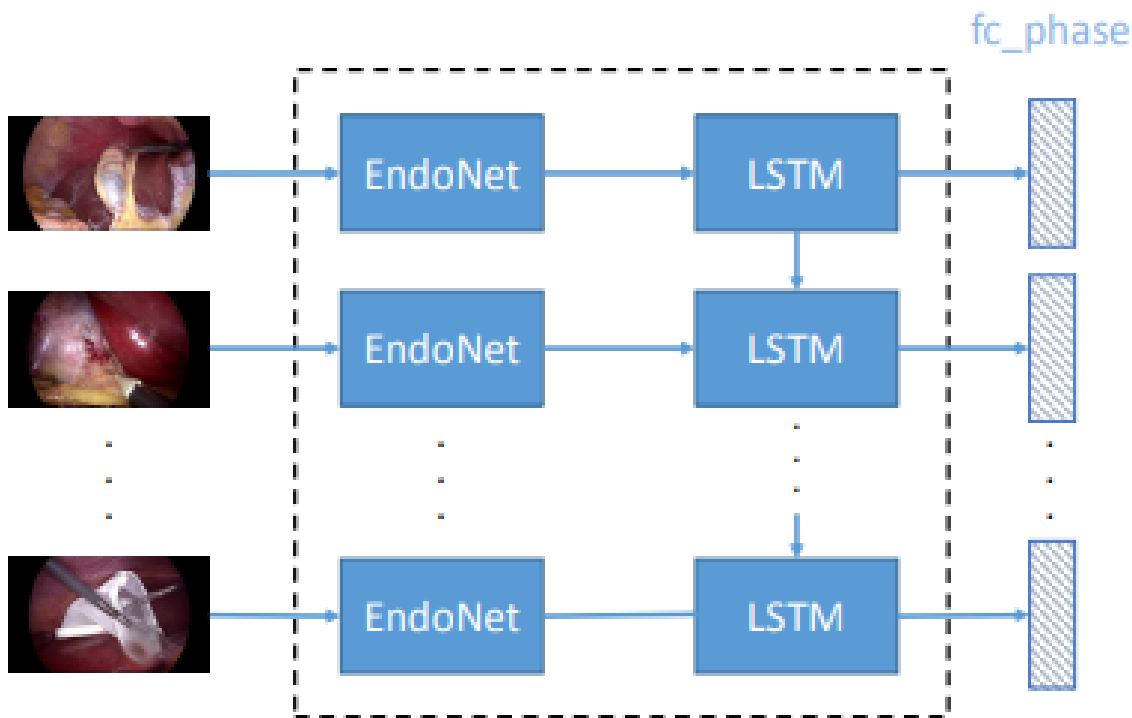 fc_phase
EndoNet
LSTM
EndoNet
LSTM
EndoNet
LSTM